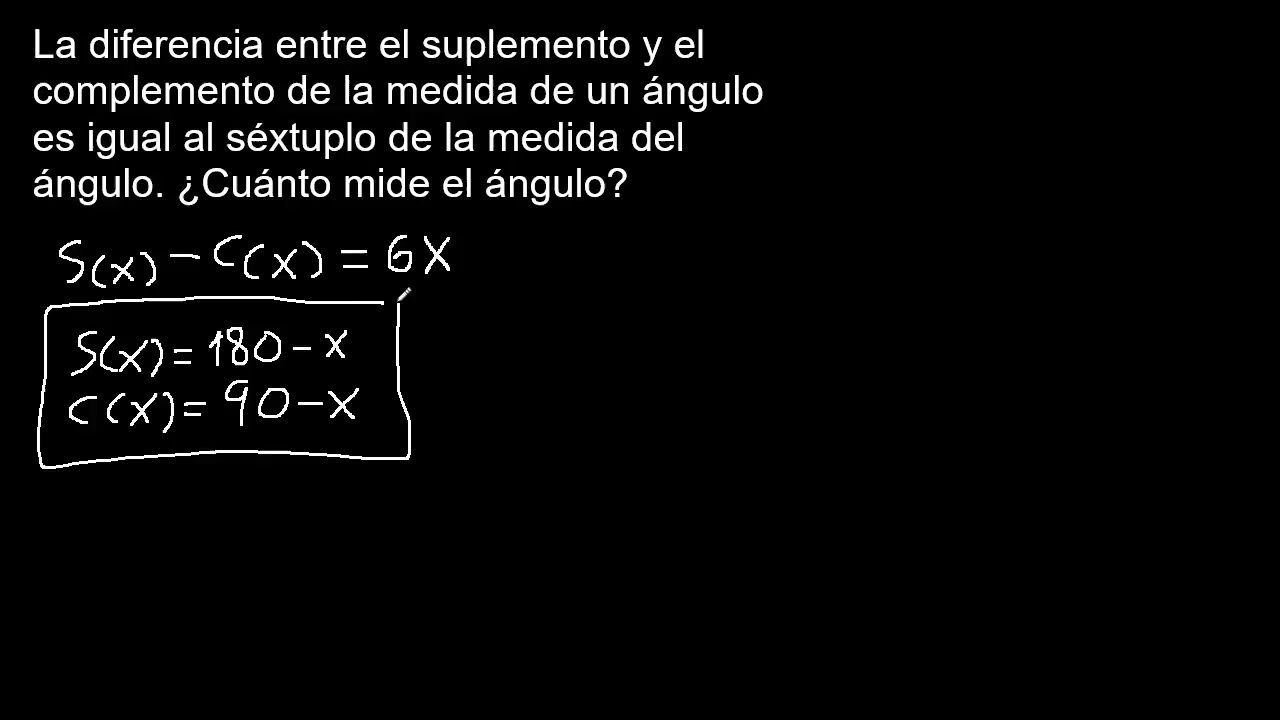 La diferencia entre el suplemento y el
complemento de la medida de un ángulo
es igual al séxtuplo de la medida del
ángulo. ¿Cuánto mide el ángulo?
S(x) - C(x) = 6x
S(x) = 180 - x
C(x) = 90 - x